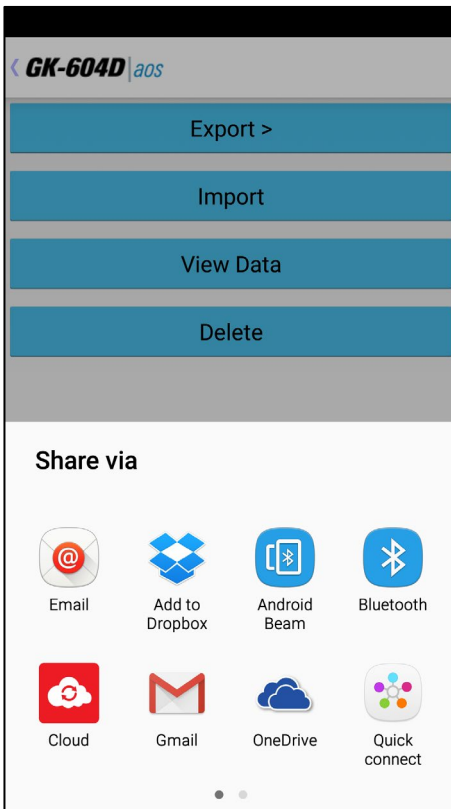 GK-604D|aos
Export >
Import
View Data
Delete
Share via
Email
Add to
Dropbox
Android
Beam
Bluetooth
Cloud
Gmail
OneDrive
Quick
connect